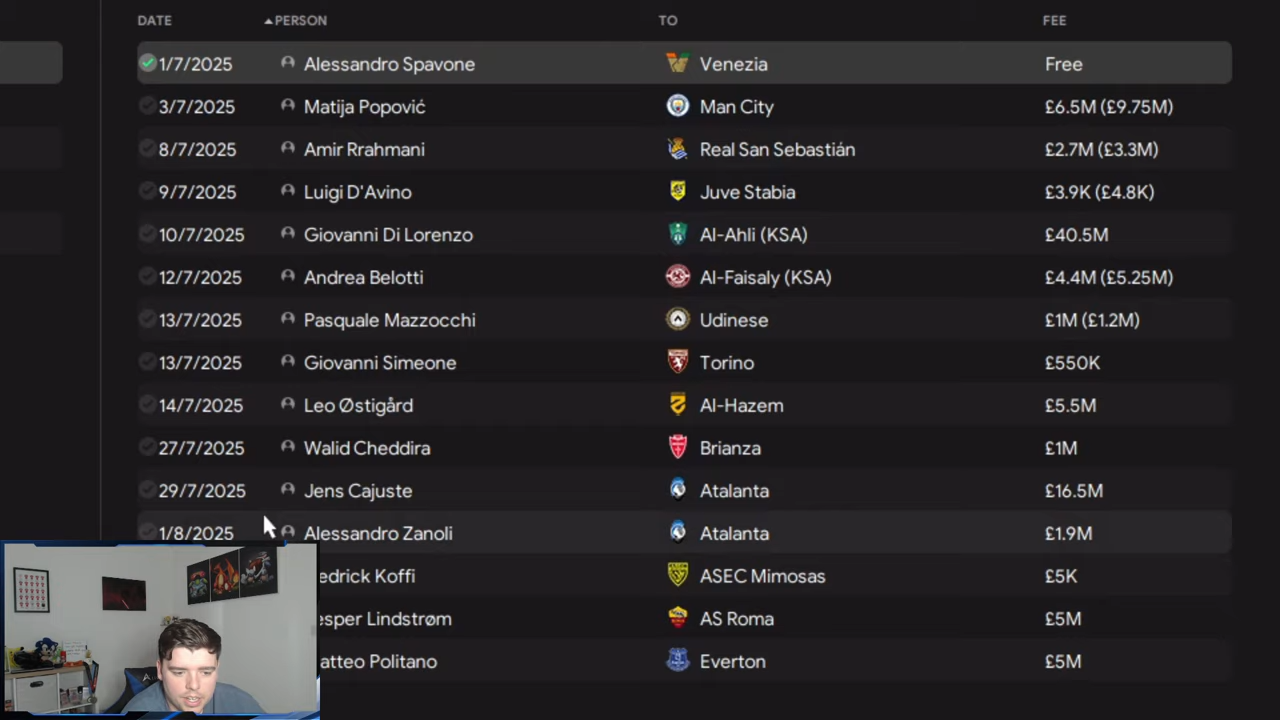 DATE PERSON TO FEE
1/7/2025 Alessandro Spavone Venezia Free
3/7/2025 Matija Popović Man City £6.5M (£9.75M)
8/7/2025 Amir Rrahmani Real San Sebastián £2.7M (£3.3M)
9/7/2025 Luigi D'Avino Juve Stabia £3.9K (£4.8K)
10/7/2025 Giovanni Di Lorenzo Al-Ahli (KSA) £40.5M
12/7/2025 Andrea Belotti Al-Faisaly (KSA) £4.4M (£5.25M)
13/7/2025 Pasquale Mazzocchi Udinese £1M (£1.2M)
13/7/2025 Giovanni Simeone Torino £550K
14/7/2025 Leo Østigård Al-Hazem £5.5M
27/7/2025 Walid Cheddira Brianza £1M
29/7/2025 Jens Cajuste Atalanta £16.5M
1/8/2025 Alessandro Zanoli Atalanta £1.9M
edrick Koffi ASEC Mimosas £5K
esper Lindstrøm AS Roma £5M
atteo Politano Everton £5M